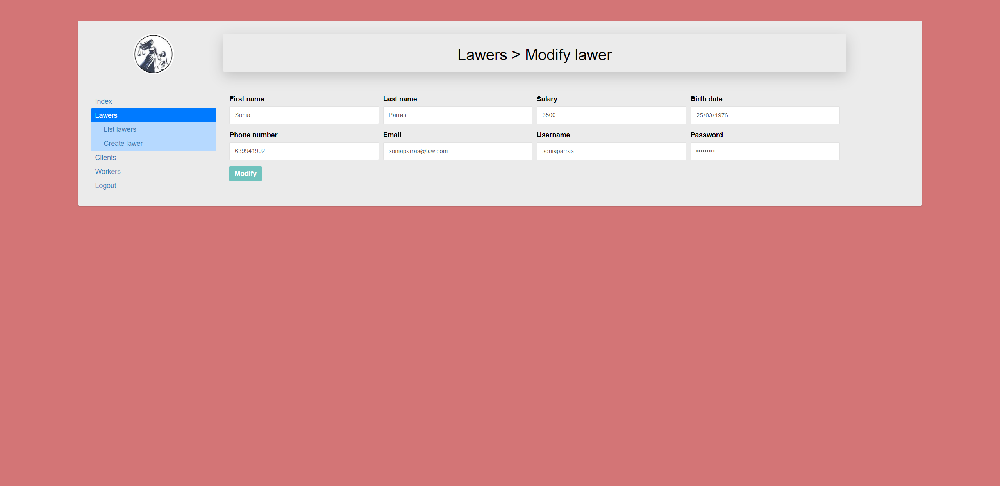 Lawers > Modify lawer
Index
Lawers
List lawers
Create lawer
Clients
Workers
Logout
First name Last name Salary Birth date
Sonia Parras 3500 25/03/1976
Phone number Email Username Password
639941992 soniaparras@law.com soniaparras •••••••••
Modify